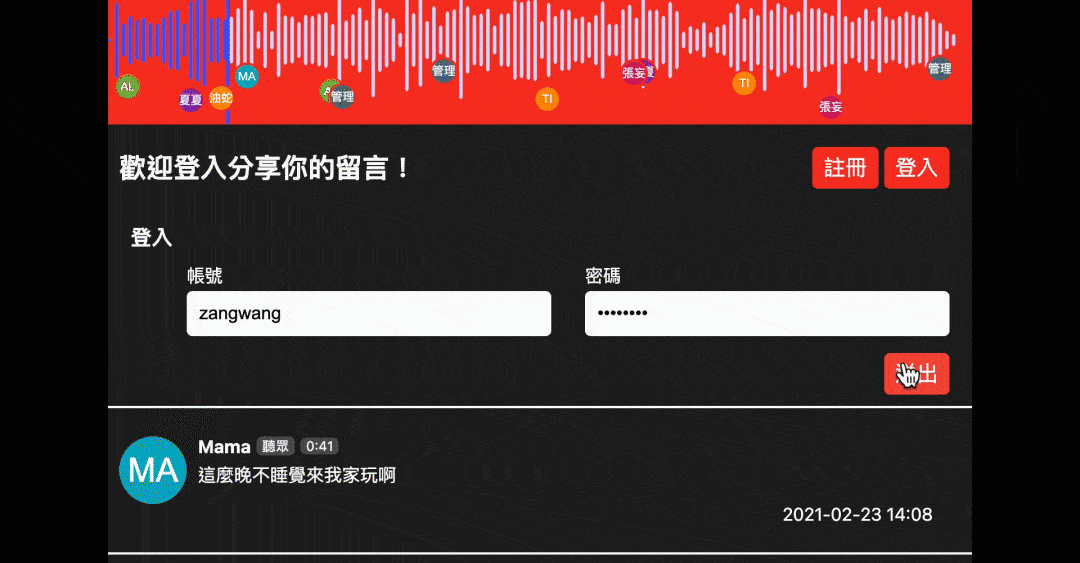 AL
夏夏
油蛇
MA
管理
管理
TI
張妄
TI
張妄
管理
歡迎登入分享你的留言！
註冊
登入
登入
帳號
密碼
zangwang
••••••••
出
MA
Mama 聽眾 0:41
這麼晚不睡覺來我家玩啊
2021-02-23 14:08